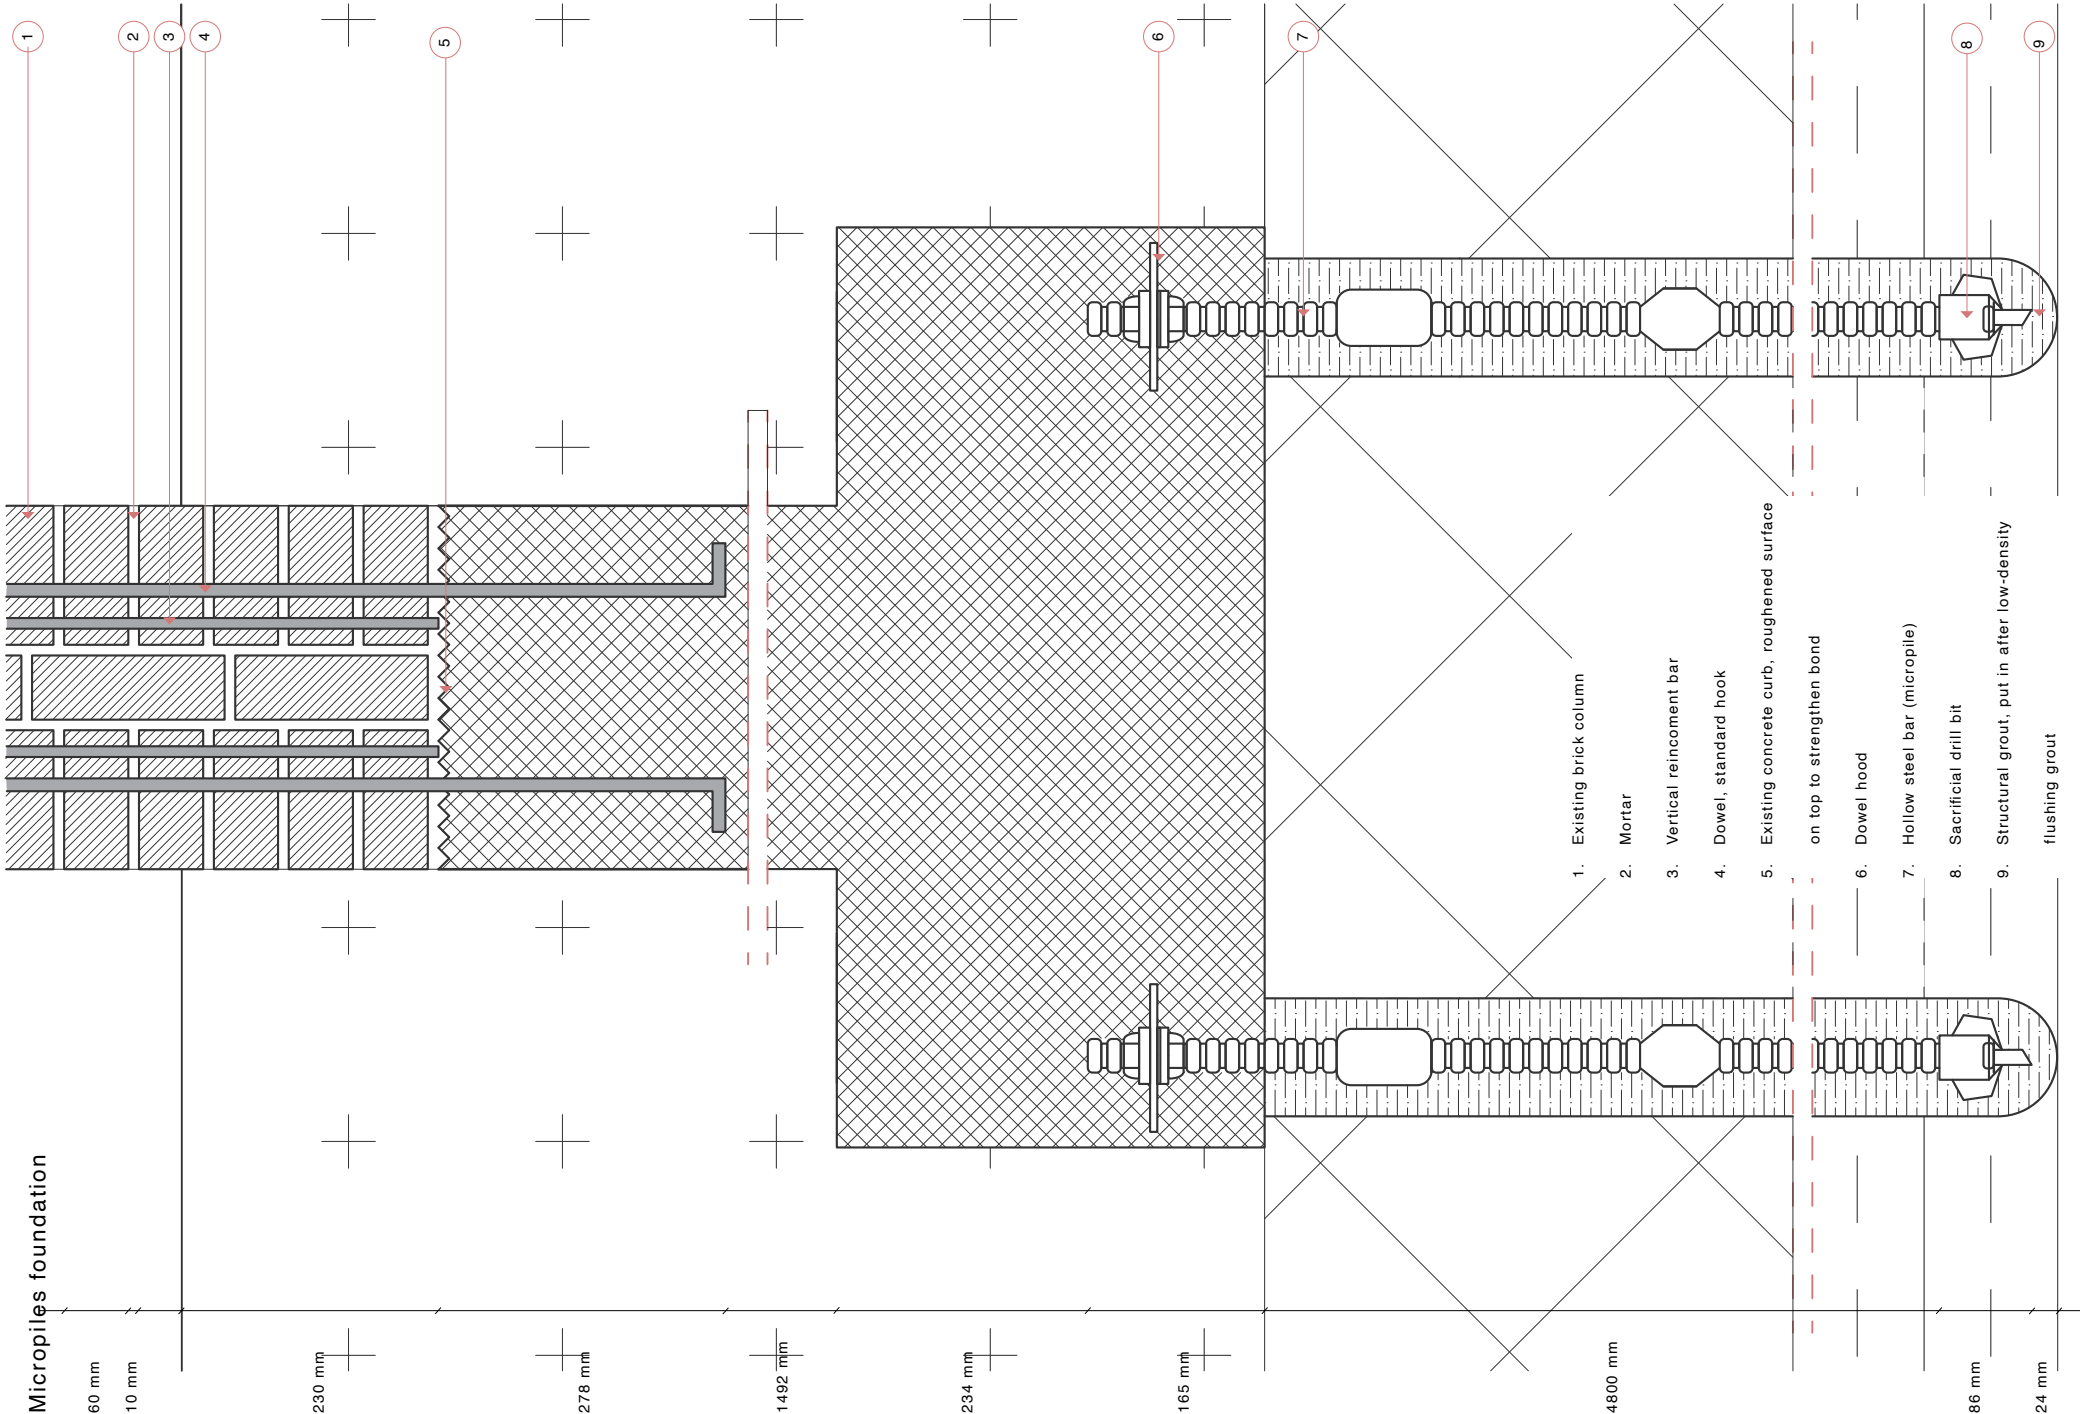 Micropiles foundation
1
2
3
4
5
6
7
8
9
60 mm
10 mm
230 mm
278 mm
1492 mm
234 mm
165 mm
4800 mm
86 mm
24 mm
1. Existing brick column
2. Mortar
3. Vertical reincoment bar
4. Dowel, standard hook
5. Existing concrete curb, roughened surface
on top to strengthen bond
6. Dowel hood
7. Hollow steel bar (micropile)
8. Sacrificial drill bit
9. Structural grout, put in after low-density
flushing grout